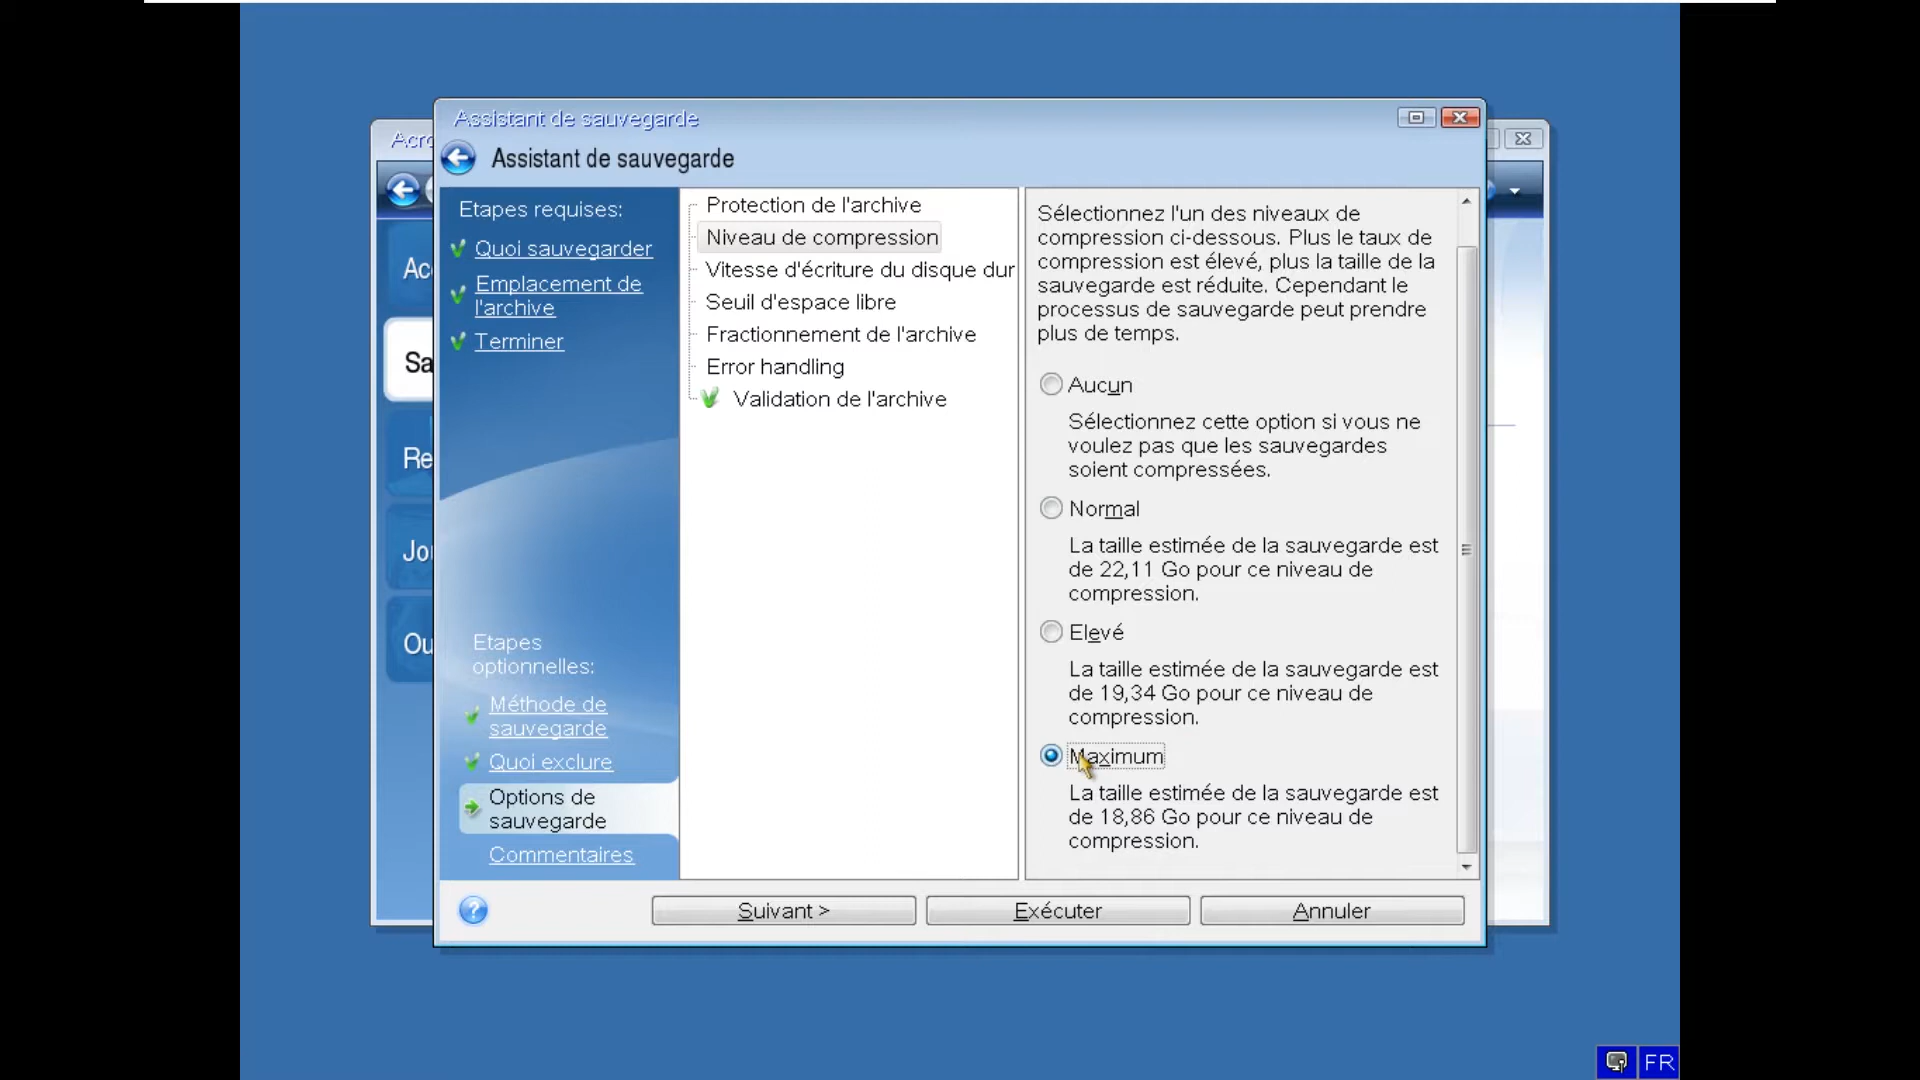 Assistant de sauvegarde
Assistant de sauvegarde
Etapes requises:
Quoi sauvegarder
Emplacement de
l'archive
Terminer
Etapes
optionnelles:
Méthode de
sauvegarde
Quoi exclure
Options de
sauvegarde
Commentaires
Protection de l'archive
Niveau de compression
Vitesse d'écriture du disque dur
Seuil d'espace libre
Fractionnement de l'archive
Error handling
Validation de l'archive
Sélectionnez l'un des niveaux de
compression ci-dessous. Plus le taux de
compression est élevé, plus la taille de la
sauvegarde est réduite. Cependant le
processus de sauvegarde peut prendre
plus de temps.
Aucun
Sélectionnez cette option si vous ne
voulez pas que les sauvegardes
soient compressées.
Normal
La taille estimée de la sauvegarde est
de 22,11 Go pour ce niveau de
compression.
Elevé
La taille estimée de la sauvegarde est
de 19,34 Go pour ce niveau de
compression.
Maximum
La taille estimée de la sauvegarde est
de 18,86 Go pour ce niveau de
compression.
Suivant >
Exécuter
Annuler
FR